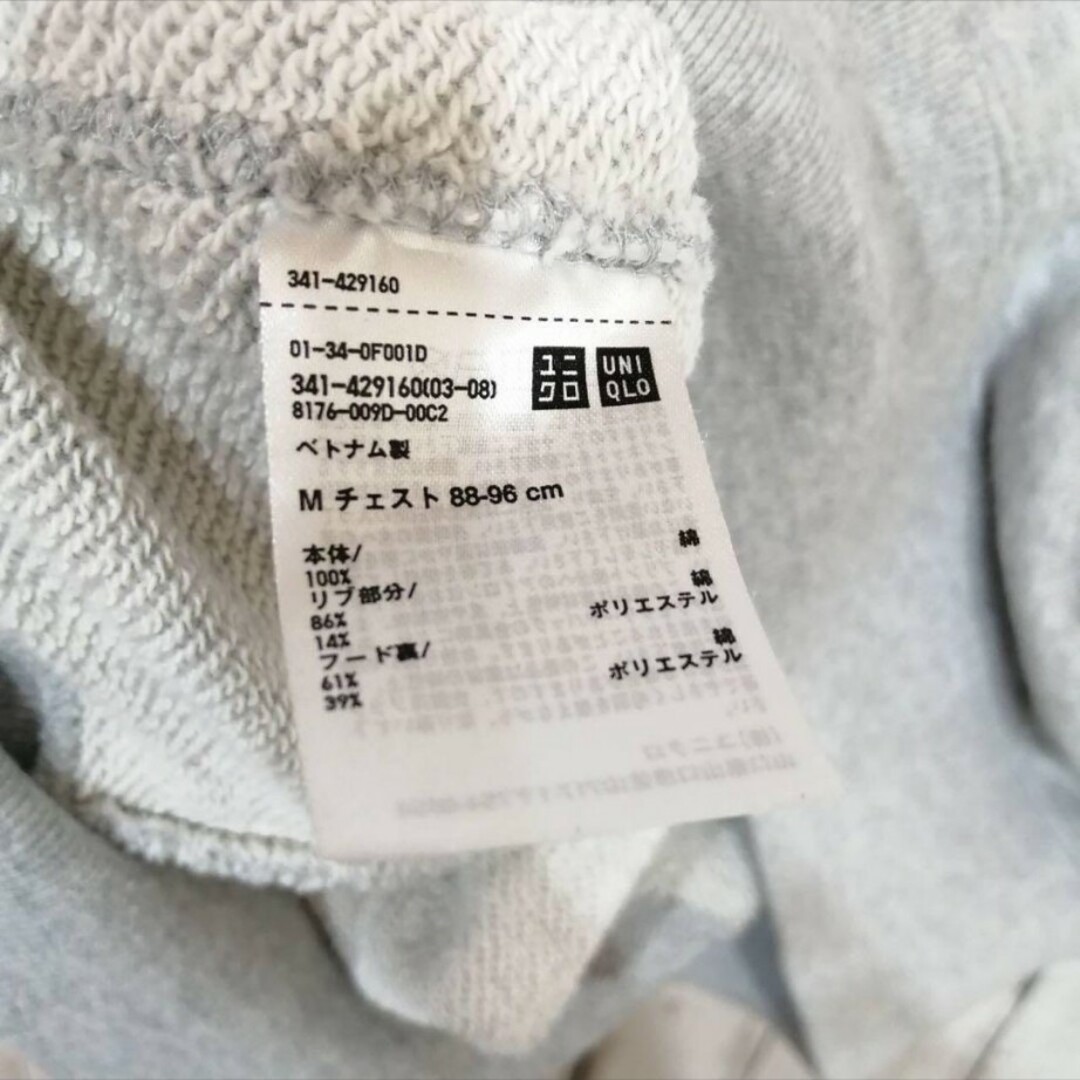 341-429160
01-34-0F001D
341-429160(03-08)
8176-009D-00C2
ユニ
クロ
UNI
QLO
ベトナム製
M チェスト 88-96 cm
本体/
100% 綿
リブ部分/
86% 綿
14% ポリエステル
フード裏/
61% 綿
39% ポリエステル